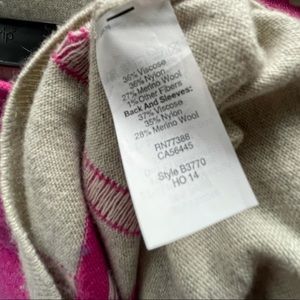 36% Viscose
36% Nylon
27% Merino Wool
1% Other Fibers
Back And Sleeves:
37% Viscose
35% Nylon
28% Merino Wool
RN77388
CA56445
Style B3770
HO 14